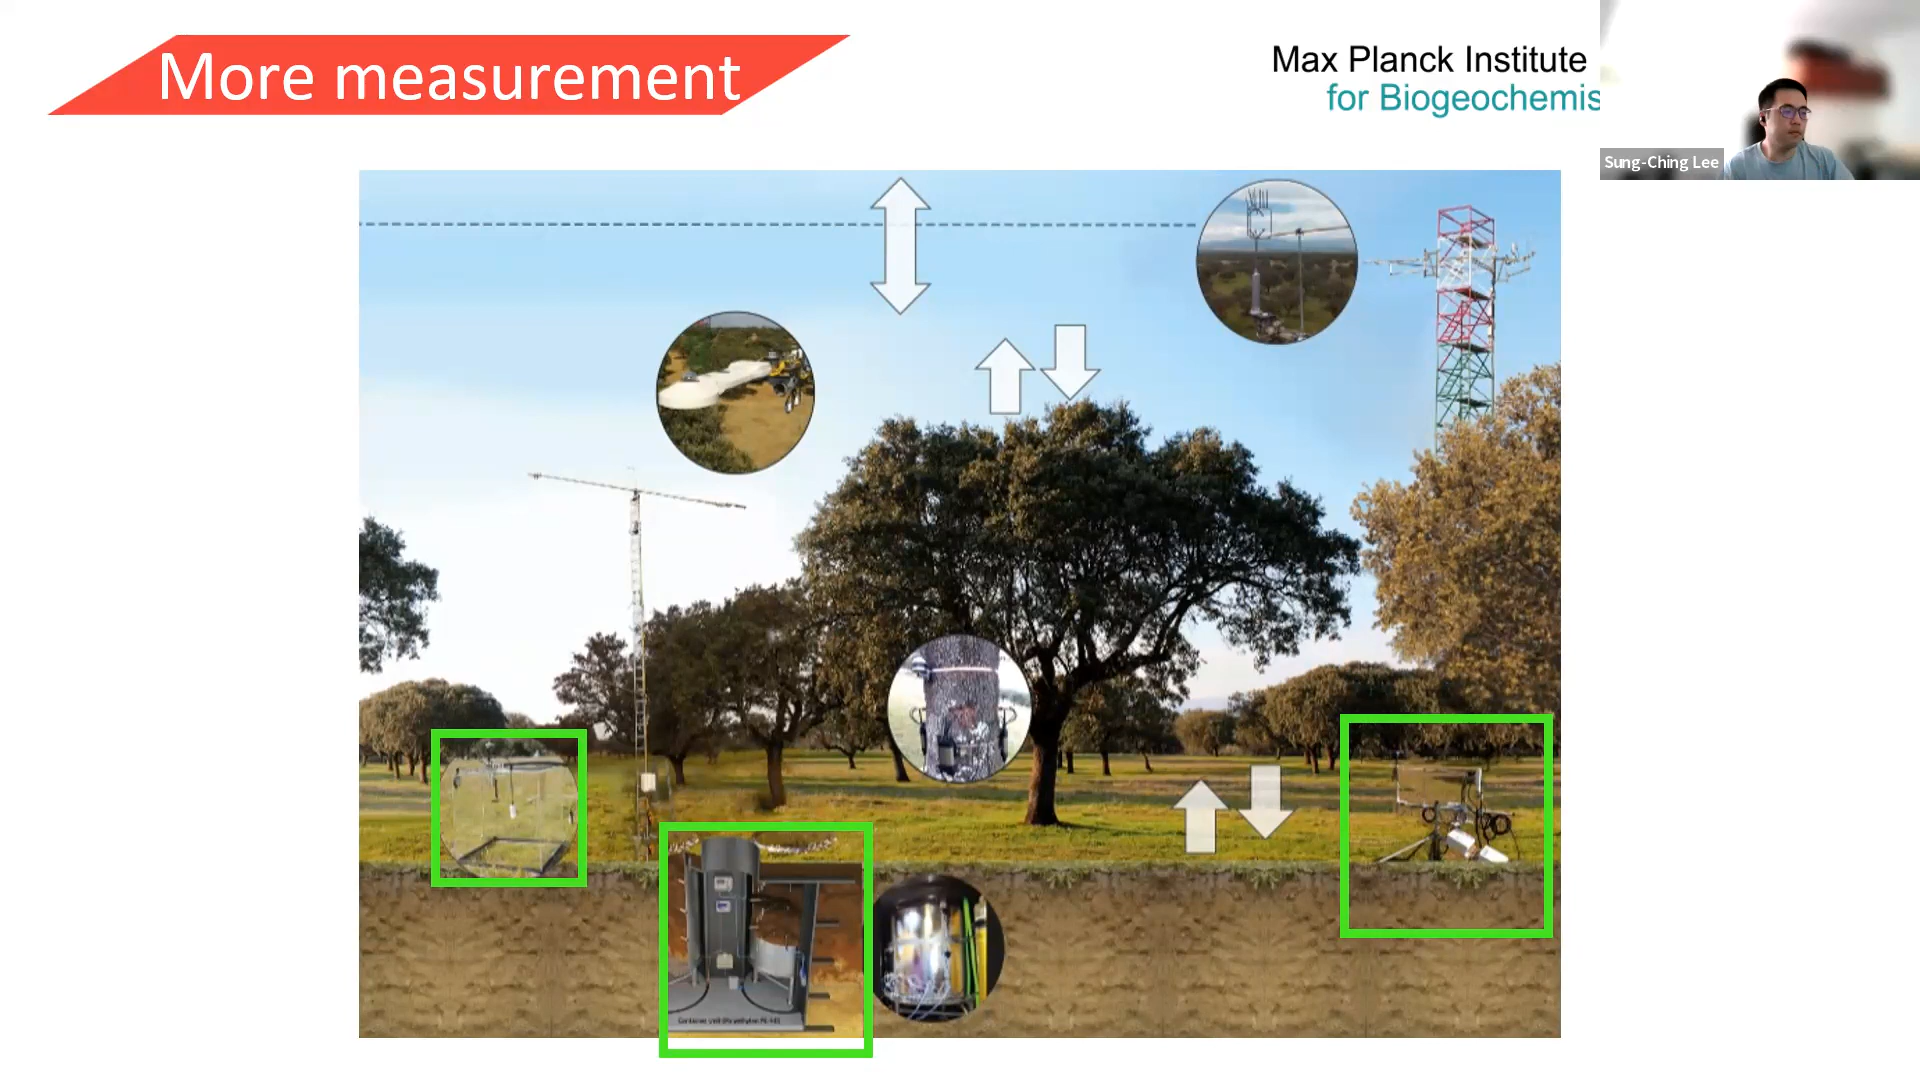 More measurement
Max Planck Institute
for Biogeochemis
Sung-Ching Lee